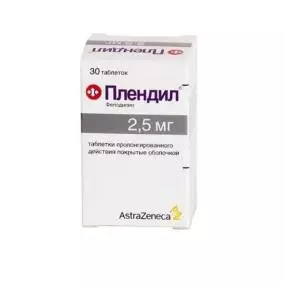 30 таблеток
Плендил®
Фелодипин
2,5 мг
таблетки пролонгированного
действия покрытые оболочкой
AstraZeneca